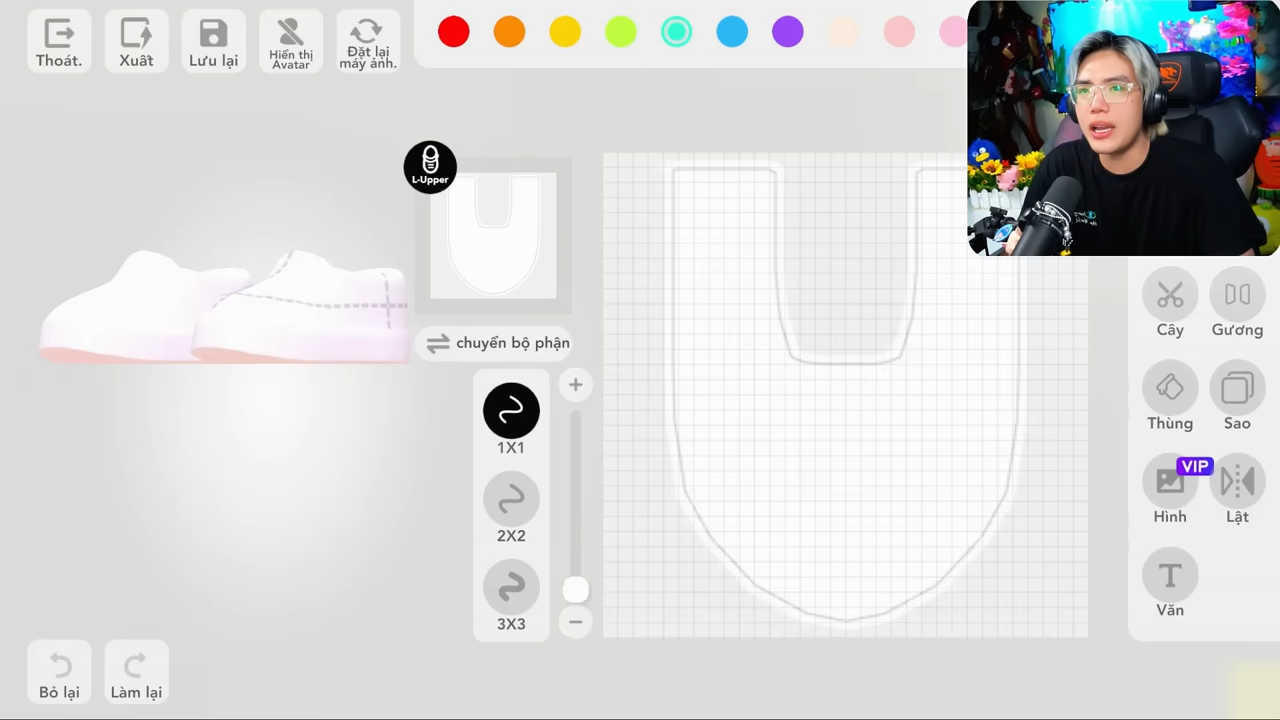 Thoát.
Xuất
Lưu lại
Hiển thị
Avatar
Đặt lại
máy ảnh.
L-Upper
chuyển bộ phận
1X1
2X2
3X3
Cây
Gương
Thùng
Sao
VIP
Hình
Lật
T
Văn
Bỏ lại
Làm lại